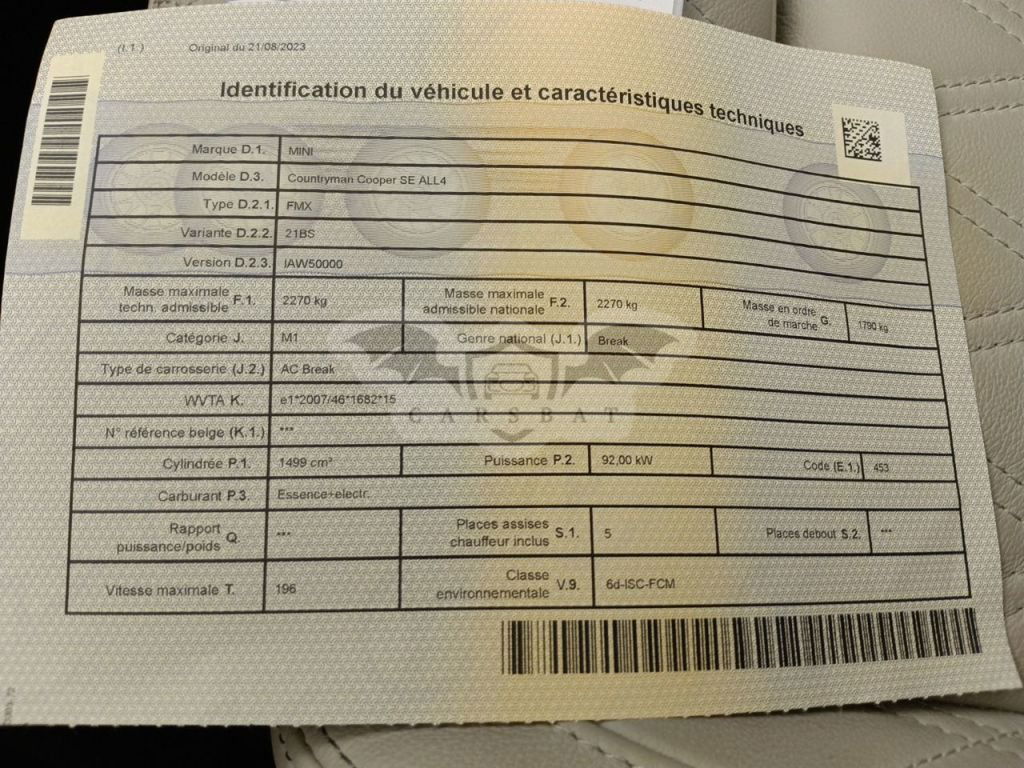 (I.1.) Original du 21/08/2023
Identification du véhicule et caractéristiques techniques
Marque D.1. MINI
Modèle D.3. Countryman Cooper SE ALL4
Type D.2.1. FMX
Variante D.2.2. 21BS
Version D.2.3. IAW50000
Masse maximale techn. admissible F.1. 2270 kg Masse maximale admissible nationale F.2. 2270 kg Masse en ordre de marche G. 1790 kg
Catégorie J. M1 Genre national (J.1.) Break
Type de carrosserie (J.2.) AC Break
WVTA K. e1*2007/46*1682*15
CARSBAT
N° référence belge (K.1.) ***
Cylindrée P.1. 1499 cm³ Puissance P.2. 92,00 kW Code (E.1.) 453
Carburant P.3. Essence+electr.
Rapport puissance/poids Q. *** Places assises chauffeur inclus S.1. 5 Places debout S.2. ***
Vitesse maximale T. 196 Classe environnementale V.9. 6d-ISC-FCM